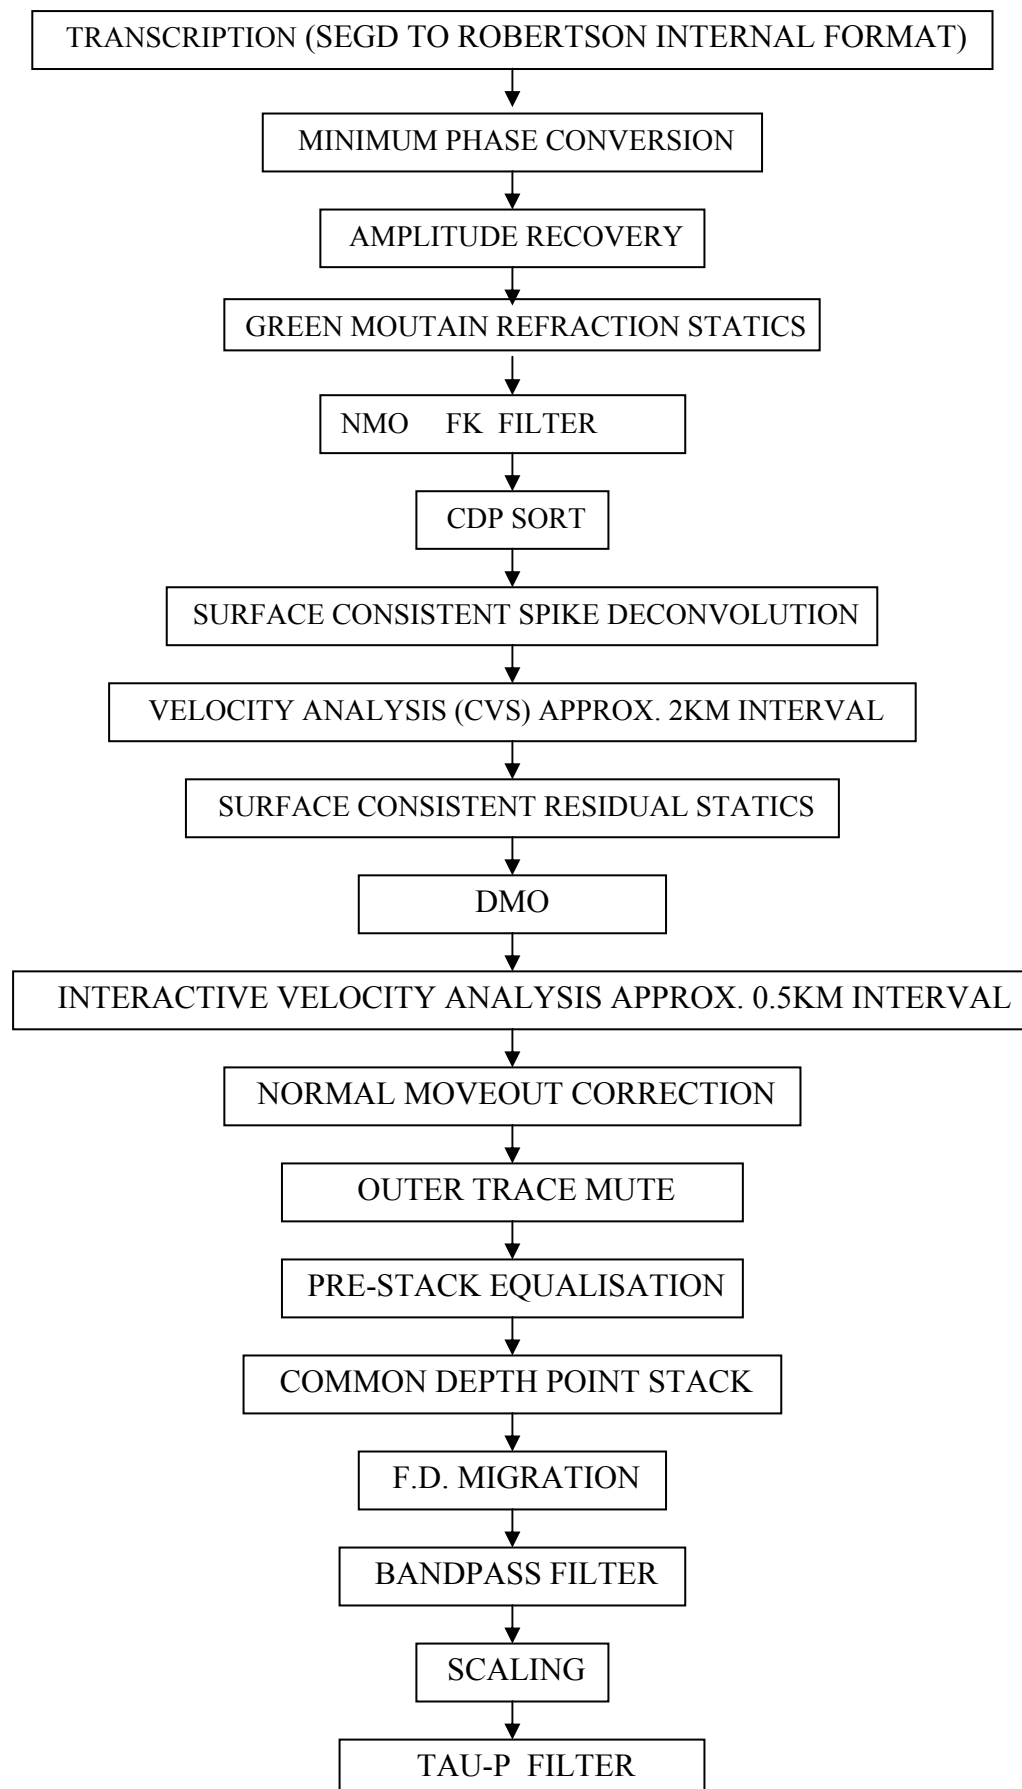 TRANSCRIPTION (SEGD TO ROBERTSON INTERNAL FORMAT)
MINIMUM PHASE CONVERSION
AMPLITUDE RECOVERY
GREEN MOUTAIN REFRACTION STATICS
NMO FK FILTER
CDP SORT
SURFACE CONSISTENT SPIKE DECONVOLUTION
VELOCITY ANALYSIS (CVS) APPROX. 2KM INTERVAL
SURFACE CONSISTENT RESIDUAL STATICS
DMO
INTERACTIVE VELOCITY ANALYSIS APPROX. 0.5KM INTERVAL
NORMAL MOVEOUT CORRECTION
OUTER TRACE MUTE
PRE-STACK EQUALISATION
COMMON DEPTH POINT STACK
F.D. MIGRATION
BANDPASS FILTER
SCALING
TAU-P FILTER